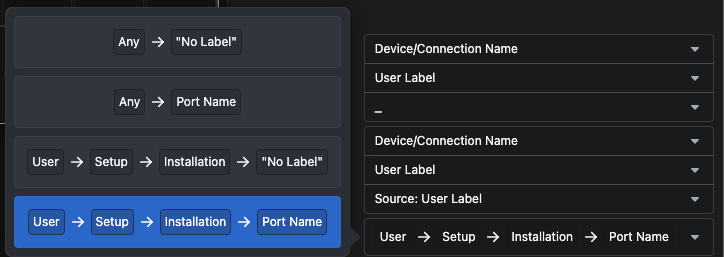 Any → "No Label"
Any → Port Name
User → Setup → Installation → "No Label"
User → Setup → Installation → Port Name
Device/Connection Name
User Label
_
Device/Connection Name
User Label
Source: User Label
User → Setup → Installation → Port Name